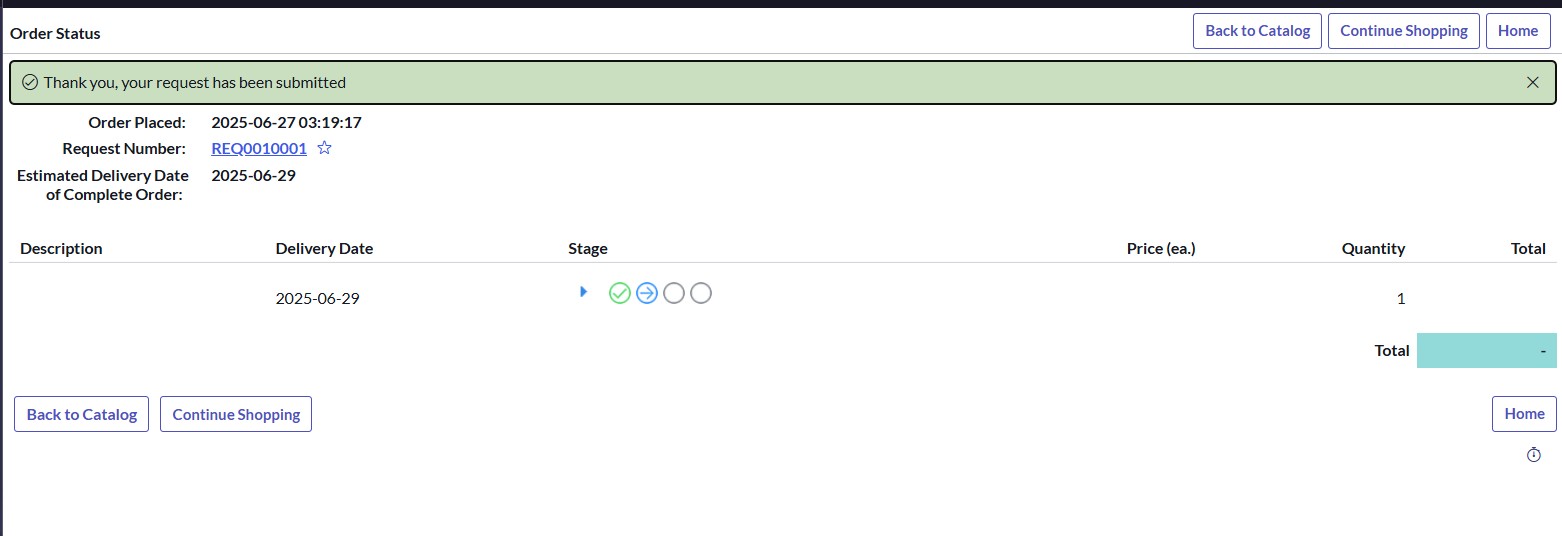 Order Status
Back to Catalog
Continue Shopping
Home
Thank you, your request has been submitted
Order Placed: 2025-06-27 03:19:17
Request Number: REQ0010001
Estimated Delivery Date 2025-06-29
of Complete Order:
Description Delivery Date Stage Price (ea.) Quantity Total
2025-06-29 1
Total -
Back to Catalog
Continue Shopping
Home